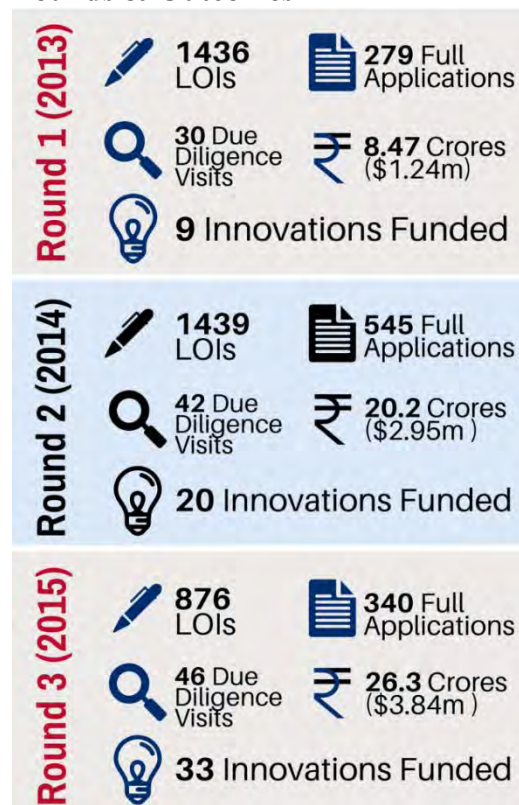 Round 1 (2013)
1436
LOIs
279 Full
Applications
30 Due
Diligence
Visits
₹ 8.47 Crores
($1.24m)
9 Innovations Funded
Round 2 (2014)
1439
LOIs
545 Full
Applications
42 Due
Diligence
Visits
₹ 20.2 Crores
($2.95m )
20 Innovations Funded
Round 3 (2015)
876
LOIs
340 Full
Applications
46 Due
Diligence
Visits
₹ 26.3 Crores
($3.84m)
33 Innovations Funded